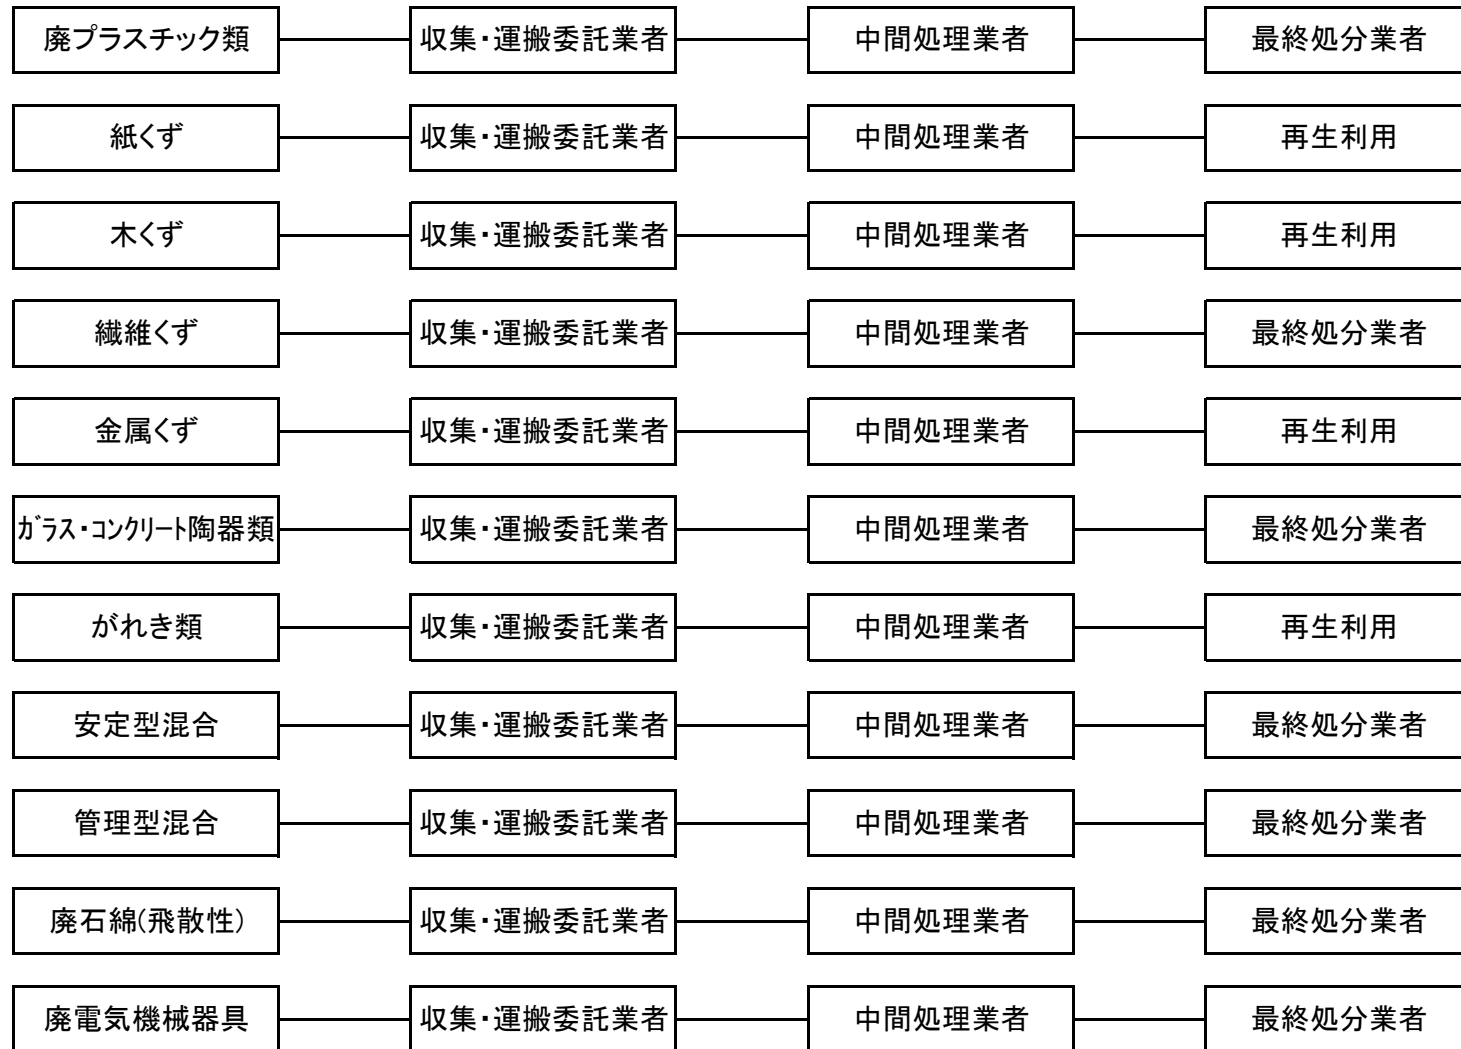 廃プラスチック類 収集・運搬委託業者 中間処理業者 最終処分業者
紙くず 収集・運搬委託業者 中間処理業者 再生利用
木くず 収集・運搬委託業者 中間処理業者 再生利用
繊維くず 収集・運搬委託業者 中間処理業者 最終処分業者
金属くず 収集・運搬委託業者 中間処理業者 再生利用
ｶﾞﾗｽ・ｺﾝｸﾘｰﾄ陶器類 収集・運搬委託業者 中間処理業者 最終処分業者
がれき類 収集・運搬委託業者 中間処理業者 再生利用
安定型混合 収集・運搬委託業者 中間処理業者 最終処分業者
管理型混合 収集・運搬委託業者 中間処理業者 最終処分業者
廃石綿(飛散性) 収集・運搬委託業者 中間処理業者 最終処分業者
廃電気機械器具 収集・運搬委託業者 中間処理業者 最終処分業者